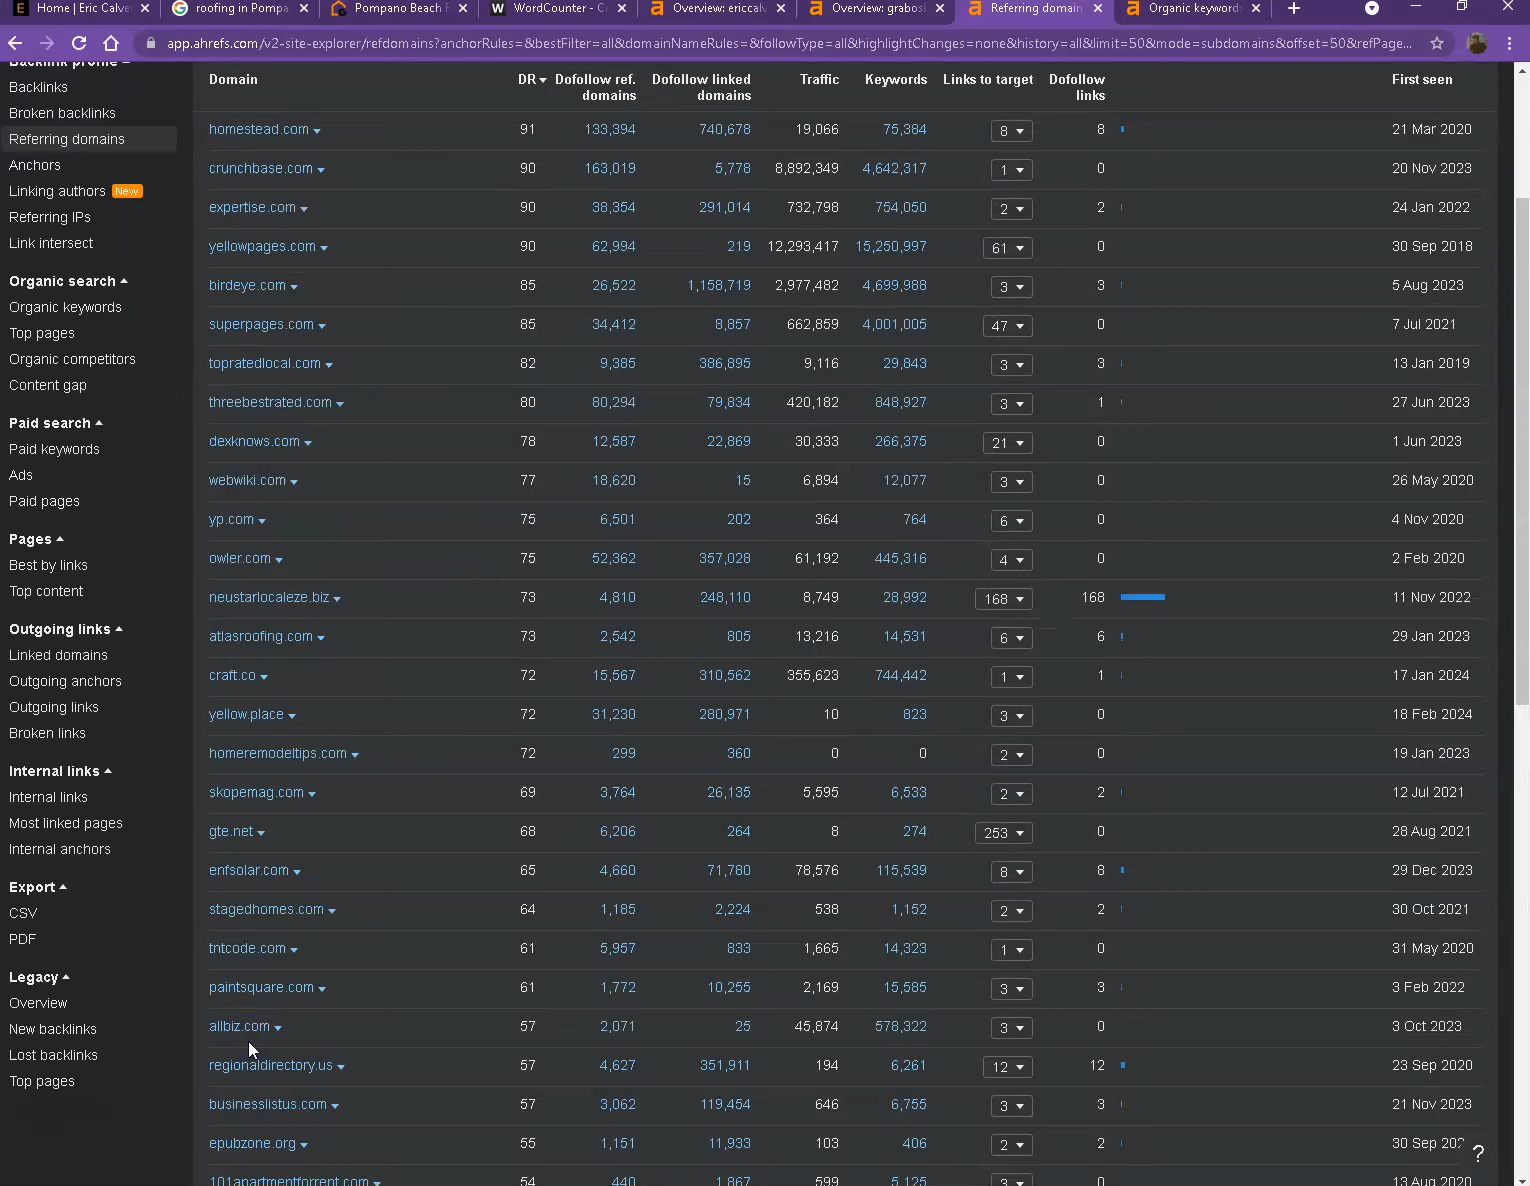 Home | Eric Calve
roofing in Pompa
Pompano Beach F
WordCounter - C
Overview: ericcalv
Overview: grabosk
Referring domain
Organic keywords
app.ahrefs.com/v2-site-explorer/refdomains?anchorRules=&bestFilter=all&domainNameRules=&followType=all&highlightChanges=none&history=all&limit=50&mode=subdomains&offset=50&refPage...
Backlink profile
Backlinks
Broken backlinks
Referring domains
Anchors
Linking authors New
Referring IPs
Link intersect
Organic search
Organic keywords
Top pages
Organic competitors
Content gap
Paid search
Paid keywords
Ads
Paid pages
Pages
Best by links
Top content
Outgoing links
Linked domains
Outgoing anchors
Outgoing links
Broken links
Internal links
Internal links
Most linked pages
Internal anchors
Export
CSV
PDF
Legacy
Overview
New backlinks
Lost backlinks
Top pages
Domain DR Dofollow ref. domains Dofollow linked domains Traffic Keywords Links to target Dofollow links First seen
homestead.com 91 133,394 740,678 19,066 75,384 8 8 21 Mar 2020
crunchbase.com 90 163,019 5,778 8,892,349 4,642,317 1 0 20 Nov 2023
expertise.com 90 38,354 291,014 732,798 754,050 2 2 24 Jan 2022
yellowpages.com 90 62,994 219 12,293,417 15,250,997 61 0 30 Sep 2018
birdeye.com 85 26,522 1,158,719 2,977,482 4,699,988 3 3 5 Aug 2023
superpages.com 85 34,412 8,857 662,859 4,001,005 47 0 7 Jul 2021
topratedlocal.com 82 9,385 386,895 9,116 29,843 3 3 13 Jan 2019
threebestrated.com 80 80,294 79,834 420,182 848,927 3 1 27 Jun 2023
dexknows.com 78 12,587 22,869 30,333 266,375 21 0 1 Jun 2023
webwiki.com 77 18,620 15 6,894 12,077 3 0 26 May 2020
yp.com 75 6,501 202 364 764 6 0 4 Nov 2020
owler.com 75 52,362 357,028 61,192 445,316 4 0 2 Feb 2020
neustarlocaleze.biz 73 4,810 248,110 8,749 28,992 168 168 11 Nov 2022
atlasroofing.com 73 2,542 805 13,216 14,531 6 6 29 Jan 2023
craft.co 72 15,567 310,562 355,623 744,442 1 1 17 Jan 2024
yellow.place 72 31,230 280,971 10 823 3 0 18 Feb 2024
homeremodeltips.com 72 299 360 0 0 2 0 19 Jan 2023
skopemag.com 69 3,764 26,135 5,595 6,533 2 2 12 Jul 2021
gte.net 68 6,206 264 8 274 253 0 28 Aug 2021
enfsolar.com 65 4,660 71,780 78,576 115,539 8 8 29 Dec 2023
stagedhomes.com 64 1,185 2,224 538 1,152 2 2 30 Oct 2021
tntcode.com 61 5,957 833 1,665 14,323 1 0 31 May 2020
paintsquare.com 61 1,772 10,255 2,169 15,585 3 3 3 Feb 2022
allbiz.com 57 2,071 25 45,874 578,322 3 0 3 Oct 2023
regionaldirectory.us 57 4,627 351,911 194 6,261 12 12 23 Sep 2020
businesslistus.com 57 3,062 119,454 646 6,755 3 3 21 Nov 2023
epubzone.org 55 1,151 11,933 103 406 2 2 30 Sep
101apartmentforrent.com 54 440 1,867 599 5,125 3 0 13 Aug 2020
?